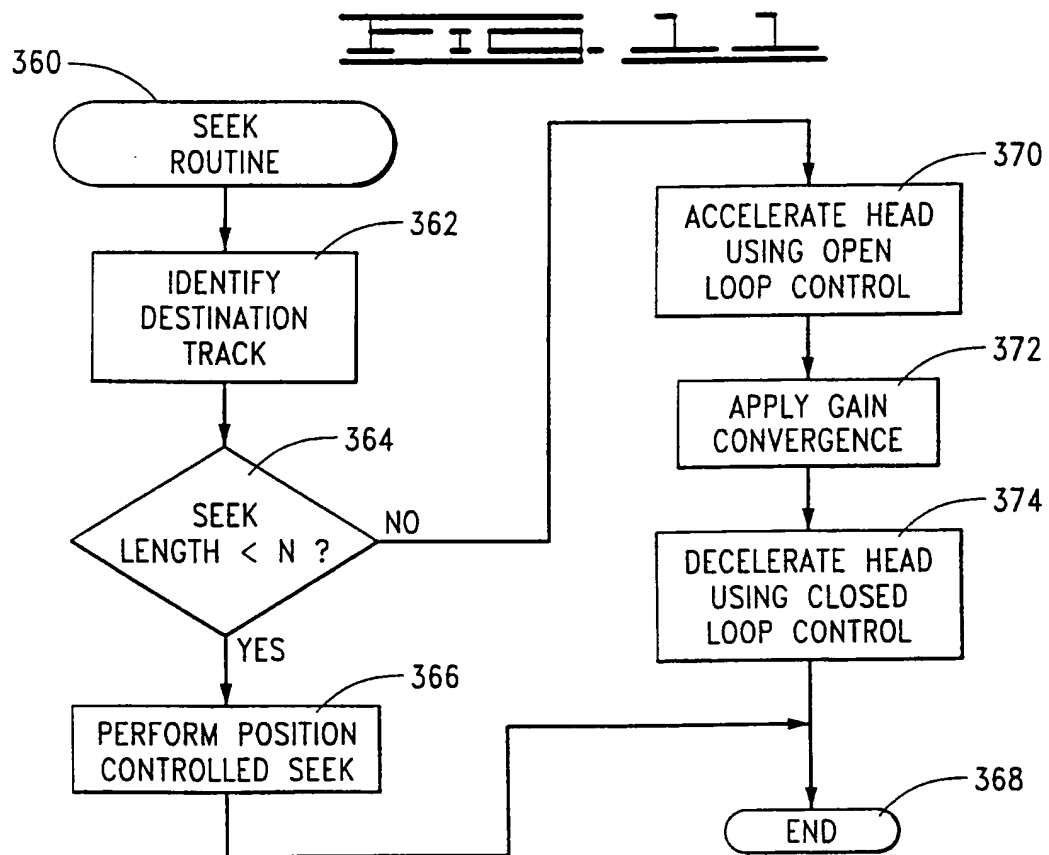 FIG. 11
360
SEEK
ROUTINE
362
IDENTIFY
DESTINATION
TRACK
364
SEEK
LENGTH < N ?
NO
YES
366
PERFORM POSITION
CONTROLLED SEEK
370
ACCELERATE HEAD
USING OPEN
LOOP CONTROL
372
APPLY GAIN
CONVERGENCE
374
DECELERATE HEAD
USING CLOSED
LOOP CONTROL
368
END